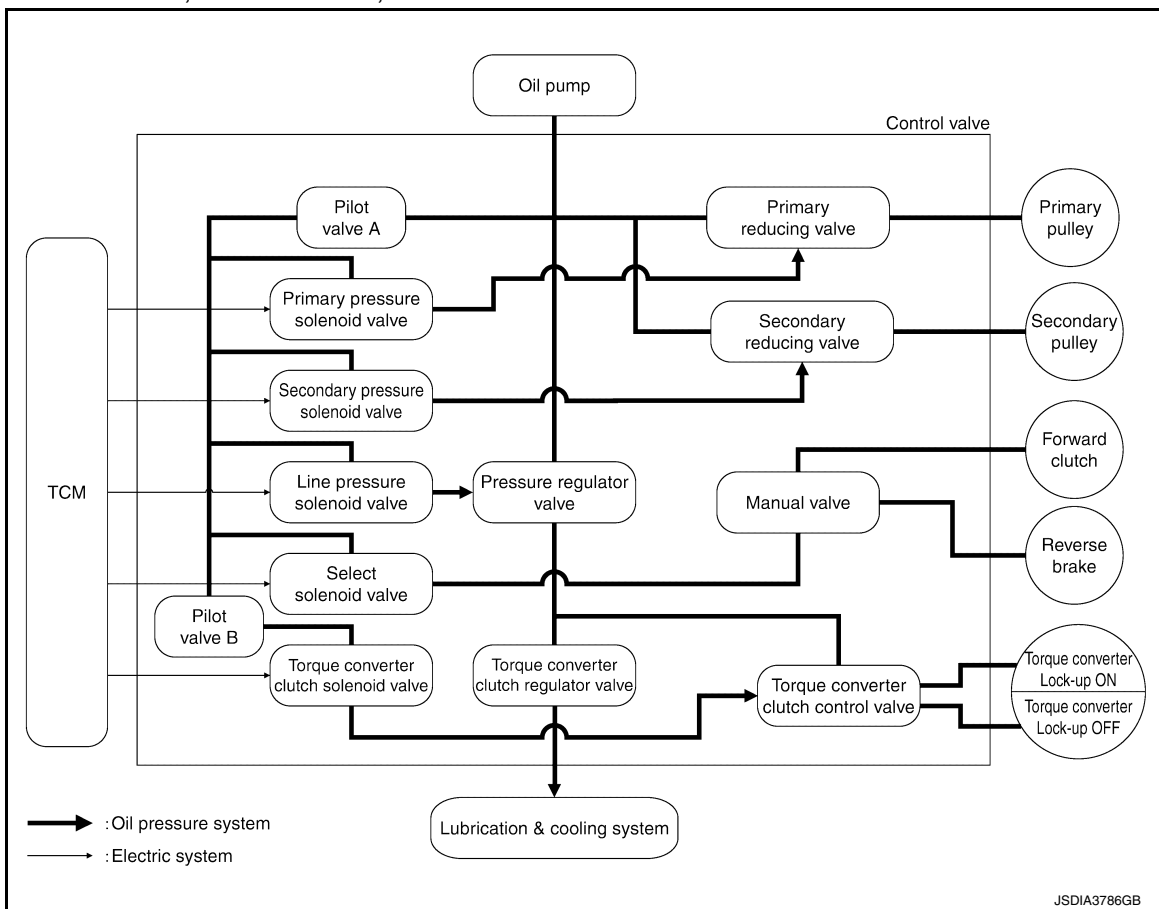 Oil pump
Control valve
Pilot
valve A
Primary
reducing valve
Primary
pulley
Primary pressure
solenoid valve
Secondary
reducing valve
Secondary
pulley
Secondary pressure
solenoid valve
Forward
clutch
TCM
Line pressure
solenoid valve
Pressure regulator
valve
Manual valve
Reverse
brake
Select
solenoid valve
Pilot
valve B
Torque converter
clutch solenoid valve
Torque converter
clutch regulator valve
Torque converter
clutch control valve
Torque converter
Lock-up ON
Torque converter
Lock-up OFF
Lubrication & cooling system
:Oil pressure system
:Electric system
JSDIA3786GB